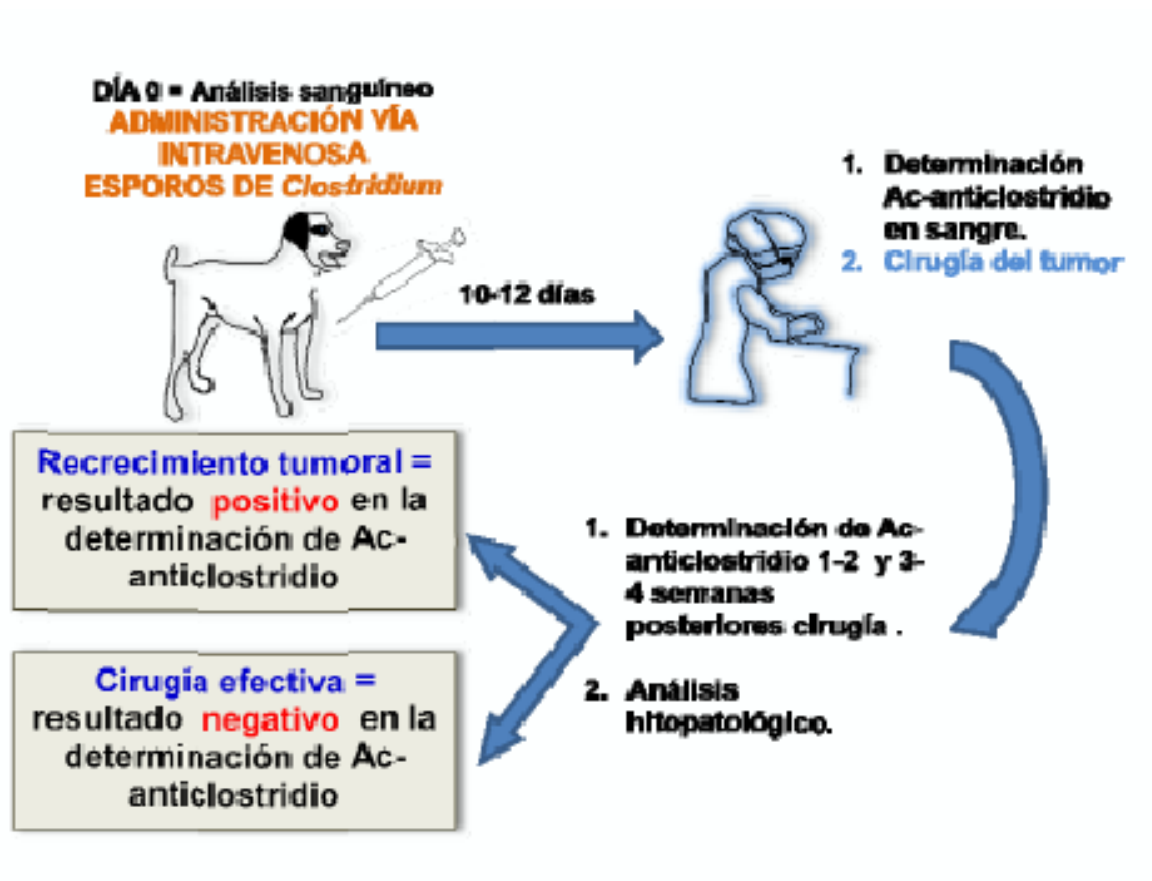 DÍA 0 = Análisis sanguíneo
ADMINISTRACIÓN VÍA
INTRAVENOSA
ESPOROS DE Clostridium
10-12 días
1. Determinación
Ac-anticlostridio
en sangre.
2. Cirugía del tumor
1. Determinación de Ac-
anticlostridio 1-2 y 3-
4 semanas
posteriores cirugía .
2. Análisis
hitopatológico.
Recrecimiento tumoral =
resultado positivo en la
determinación de Ac-
anticlostridio
Cirugía efectiva =
resultado negativo en la
determinación de Ac-
anticlostridio